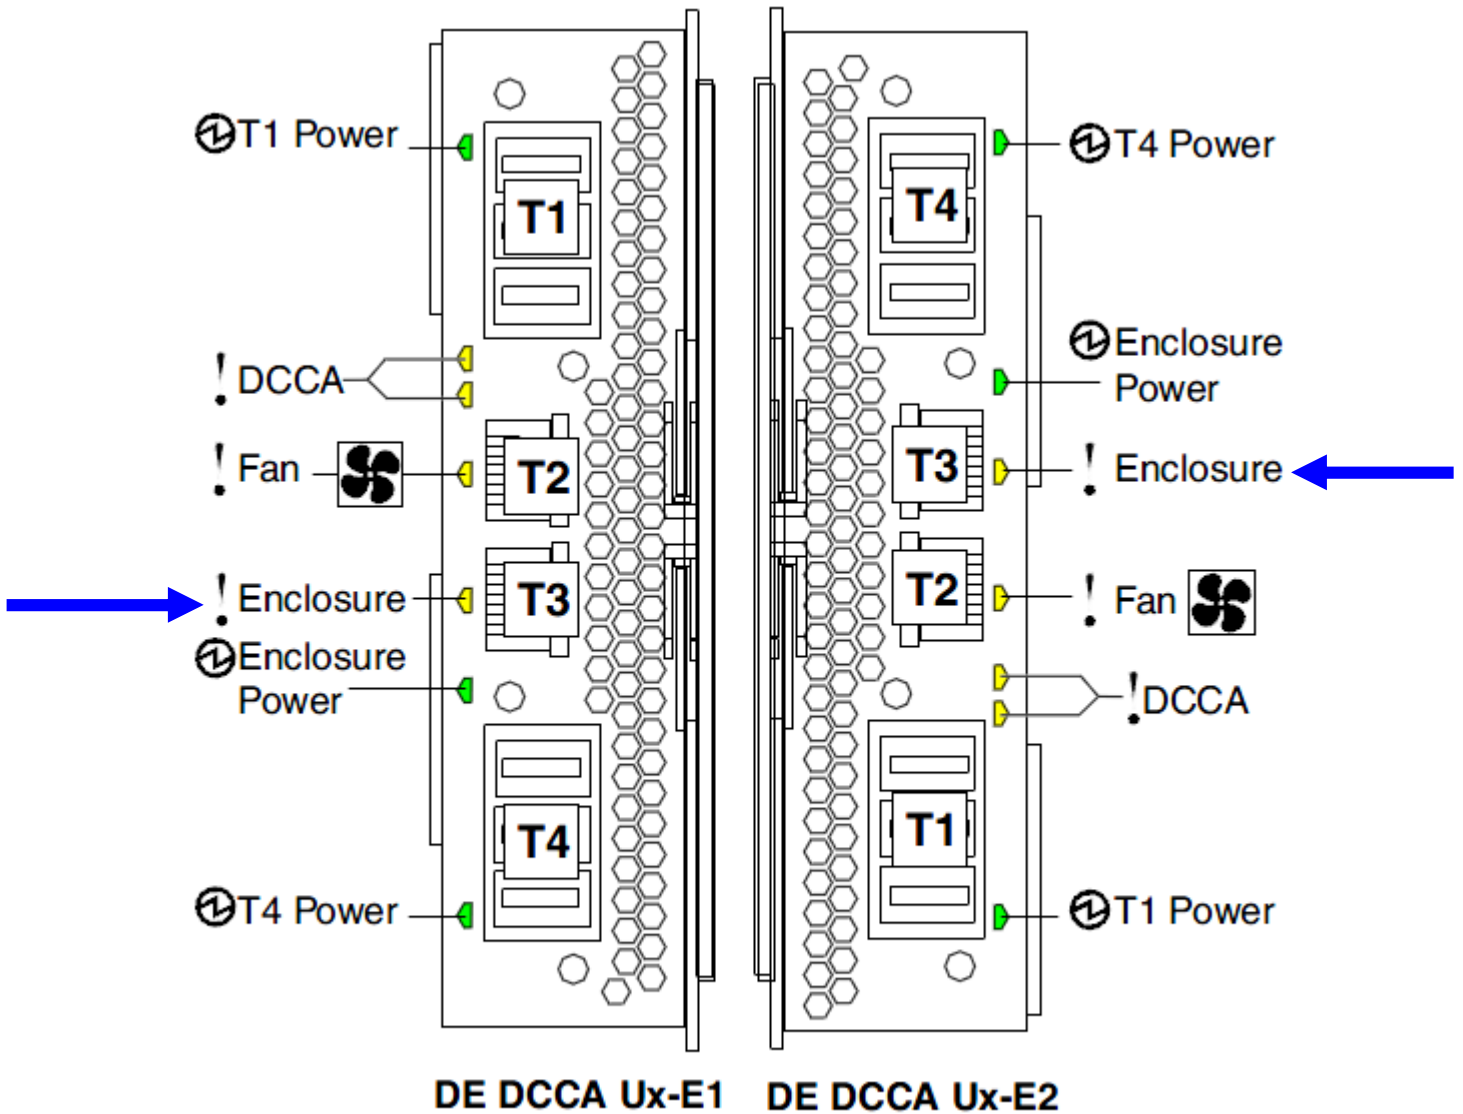 T1 Power
T1
! DCCA
! Fan
T2
! Enclosure
T3
Enclosure
Power
T4
T4 Power
T4 Power
T4
Enclosure
Power
T3
! Enclosure
T2
! Fan
! DCCA
T1
T1 Power
DE DCCA Ux-E1
DE DCCA Ux-E2